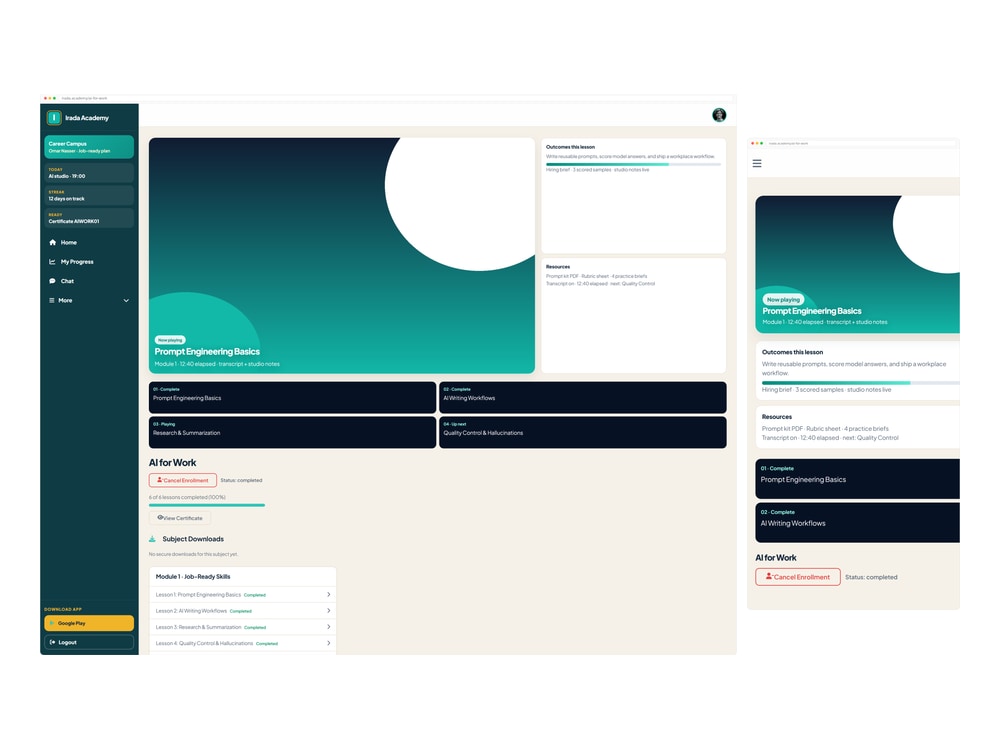 irada.academy/ai-for-work
I
Irada Academy
Career Campus
Omar Nasser · Job-ready plan
TODAY
AI studio · 19:00
STREAK
12 days on track
READY
Certificate AIWORK01
Home
My Progress
Chat
More
DOWNLOAD APP
Google Play
Logout
Now playing
Prompt Engineering Basics
Module 1 · 12:40 elapsed · transcript + studio notes
Outcomes this lesson
Write reusable prompts, score model answers, and ship a workplace workflow.
Hiring brief · 3 scored samples · studio notes live
Resources
Prompt kit PDF · Rubric sheet · 4 practice briefs
Transcript on · 12:40 elapsed · next: Quality Control
01 · Complete
Prompt Engineering Basics
02 · Complete
AI Writing Workflows
03 · Playing
Research & Summarization
04 · Up next
Quality Control & Hallucinations
AI for Work
Cancel Enrollment
Status: completed
6 of 6 lessons completed (100%)
View Certificate
Subject Downloads
No secure downloads for this subject yet.
Module 1 · Job-Ready Skills
Lesson 1: Prompt Engineering Basics Completed
Lesson 2: AI Writing Workflows Completed
Lesson 3: Research & Summarization Completed
Lesson 4: Quality Control & Hallucinations Completed
irada.academy/ai-for-work
Now playing
Prompt Engineering Basics
Module 1 · 12:40 elapsed · transcript + studio notes
Outcomes this lesson
Write reusable prompts, score model answers, and ship a workplace
workflow.
Hiring brief · 3 scored samples · studio notes live
Resources
Prompt kit PDF · Rubric sheet · 4 practice briefs
Transcript on · 12:40 elapsed · next: Quality Control
01 · Complete
Prompt Engineering Basics
02 · Complete
AI Writing Workflows
AI for Work
Cancel Enrollment
Status: completed